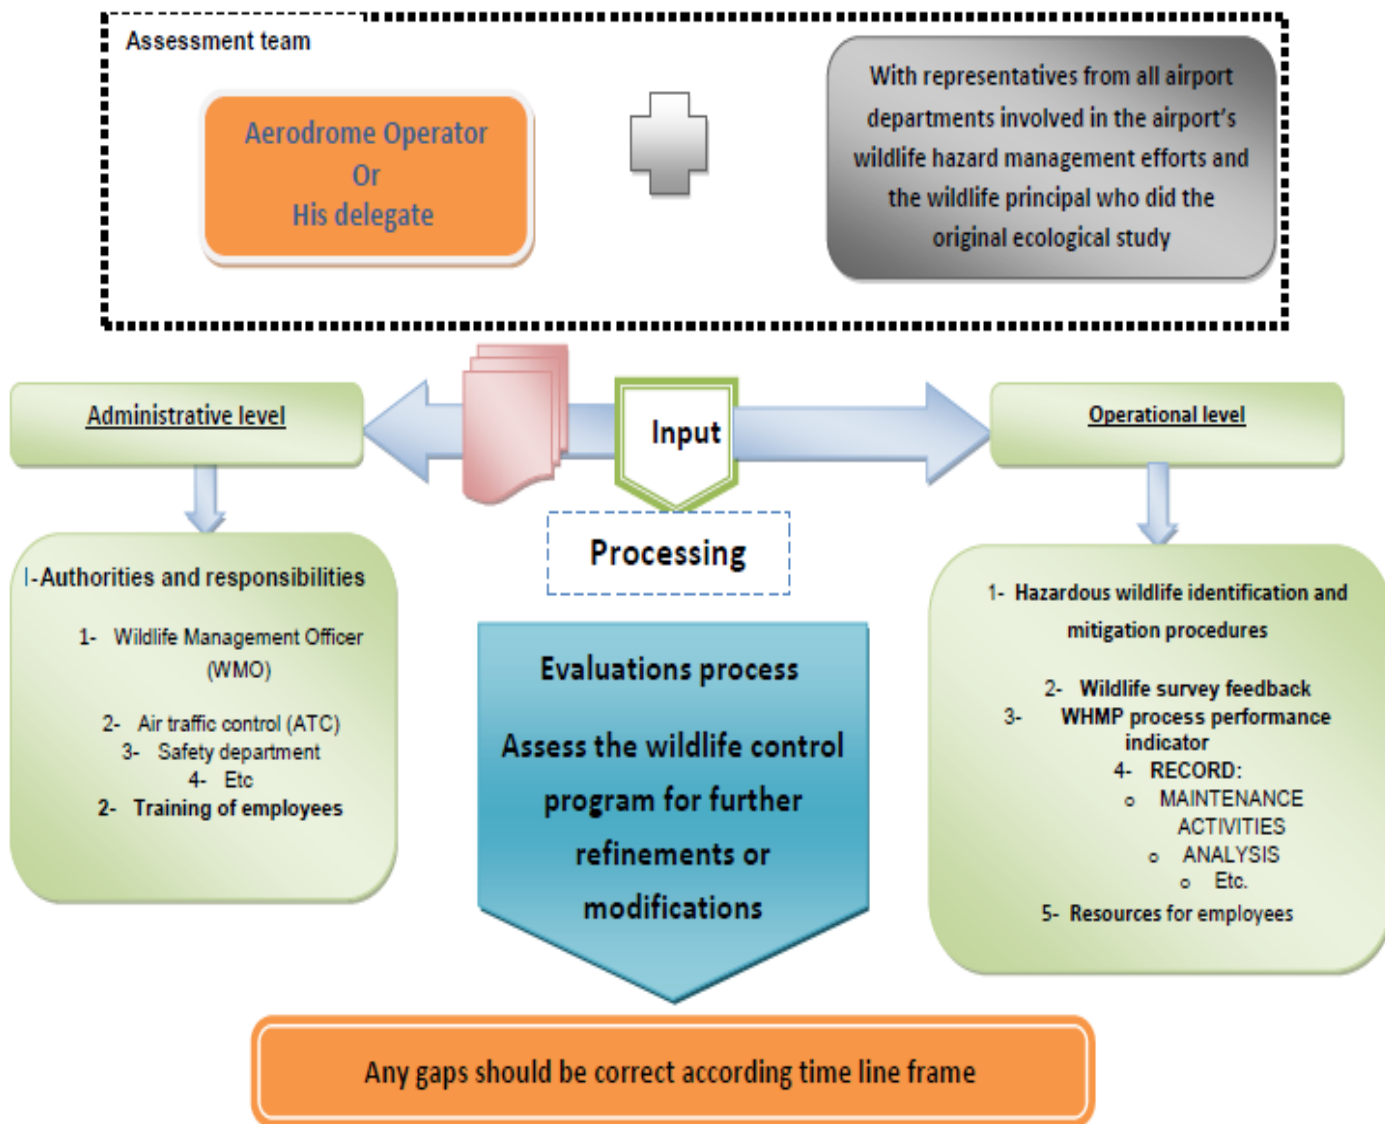 Assessment team
Aerodrome Operator
Or
His delegate
With representatives from all airport
departments involved in the airport's
wildlife hazard management efforts and
the wildlife principal who did the
original ecological study
Administrative level
Input
Operational level
Processing
I-Authorities and responsibilities
1- Wildlife Management Officer
(WMO)
2- Air traffic control (ATC)
3- Safety department
4- Etc
2- Training of employees
Evaluations process
Assess the wildlife control
program for further
refinements or
modifications
1- Hazardous wildlife identification and
mitigation procedures
2- Wildlife survey feedback
3- WHMP process performance
indicator
4- RECORD:
o MAINTENANCE
ACTIVITIES
o ANALYSIS
o Etc.
5- Resources for employees
Any gaps should be correct according time line frame